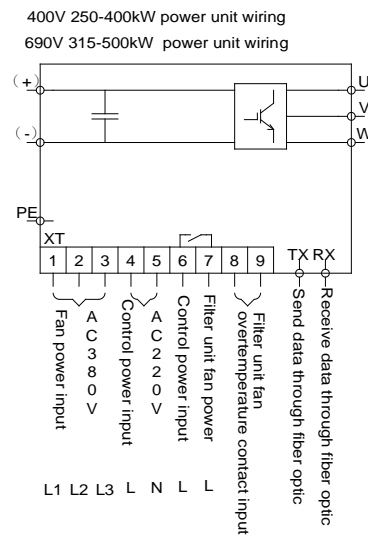 400V 250-400kW power unit wiring
690V 315-500kW power unit wiring
(+)
U
V
(-)
W
PE
XT
1 2 3 4 5 6 7 8 9
TX RX
Fan power input
AC380V
Control power input
AC220V
Control power input
Filter unit fan power
Filter unit fan
overtemperature contact input
Send data through fiber optic
Receive data through fiber optic
L1 L2 L3 L N L L